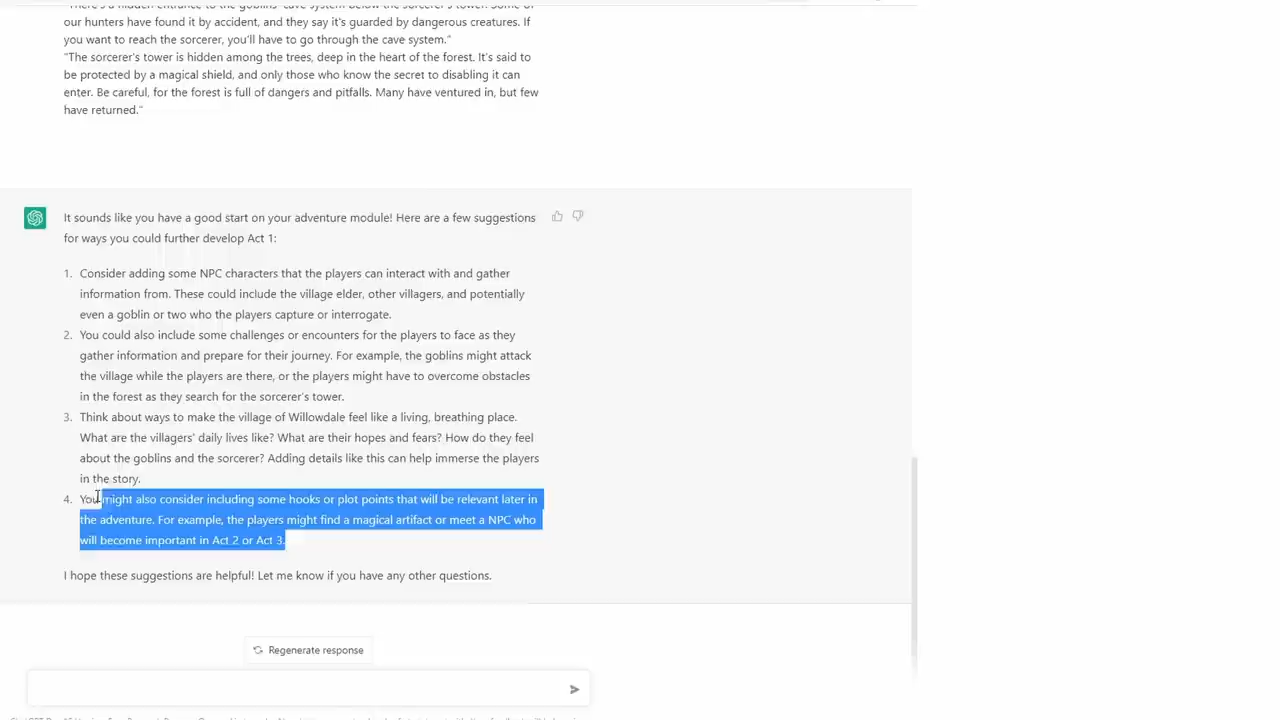 "There's a hidden entrance to the goblins' cave system below the sorcerer's tower. Some of
our hunters have found it by accident, and they say it's guarded by dangerous creatures. If
you want to reach the sorcerer, you'll have to go through the cave system."
"The sorcerer's tower is hidden among the trees, deep in the heart of the forest. It's said to
be protected by a magical shield, and only those who know the secret to disabling it can
enter. Be careful, for the forest is full of dangers and pitfalls. Many have ventured in, but few
have returned."
It sounds like you have a good start on your adventure module! Here are a few suggestions
for ways you could further develop Act 1:
1. Consider adding some NPC characters that the players can interact with and gather
information from. These could include the village elder, other villagers, and potentially
even a goblin or two who the players capture or interrogate.
2. You could also include some challenges or encounters for the players to face as they
gather information and prepare for their journey. For example, the goblins might attack
the village while the players are there, or the players might have to overcome obstacles
in the forest as they search for the sorcerer's tower.
3. Think about ways to make the village of Willowdale feel like a living, breathing place.
What are the villagers' daily lives like? What are their hopes and fears? How do they feel
about the goblins and the sorcerer? Adding details like this can help immerse the players
in the story.
4. You might also consider including some hooks or plot points that will be relevant later in
the adventure. For example, the players might find a magical artifact or meet a NPC who
will become important in Act 2 or Act 3.
I hope these suggestions are helpful! Let me know if you have any other questions.
Regenerate response